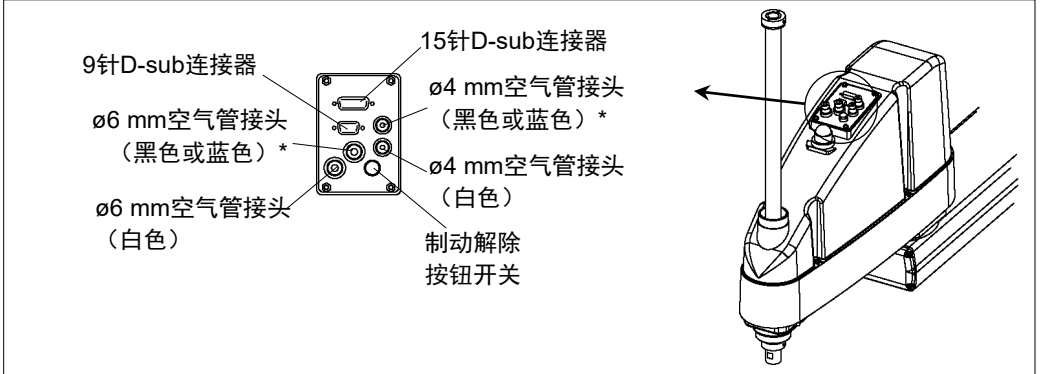 15针D-sub连接器
9针D-sub连接器
ø4 mm空气管接头
（黑色或蓝色）*
ø6 mm空气管接头
（黑色或蓝色）*
ø4 mm空气管接头
（白色）
ø6 mm空气管接头
（白色）
制动解除
按钮开关